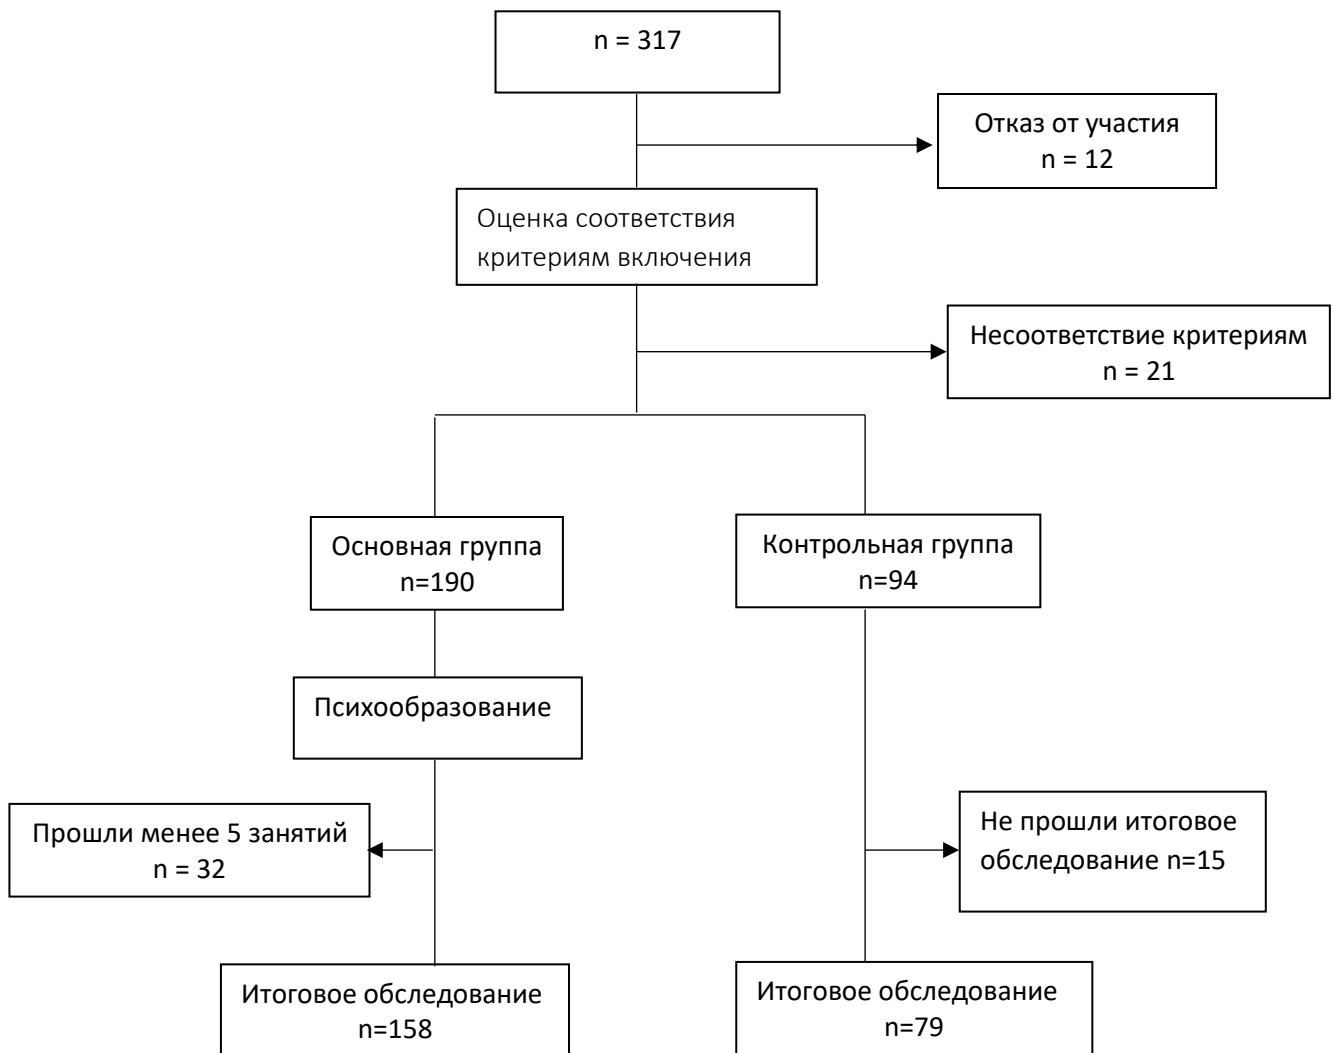 n = 317
Отказ от участия
n = 12
Оценка соответствия
критериям включения
Несоответствие критериям
n = 21
Основная группа
n=190
Контрольная группа
n=94
Психообразование
Прошли менее 5 занятий
n = 32
Не прошли итоговое
обследование n=15
Итоговое обследование
n=158
Итоговое обследование
n=79